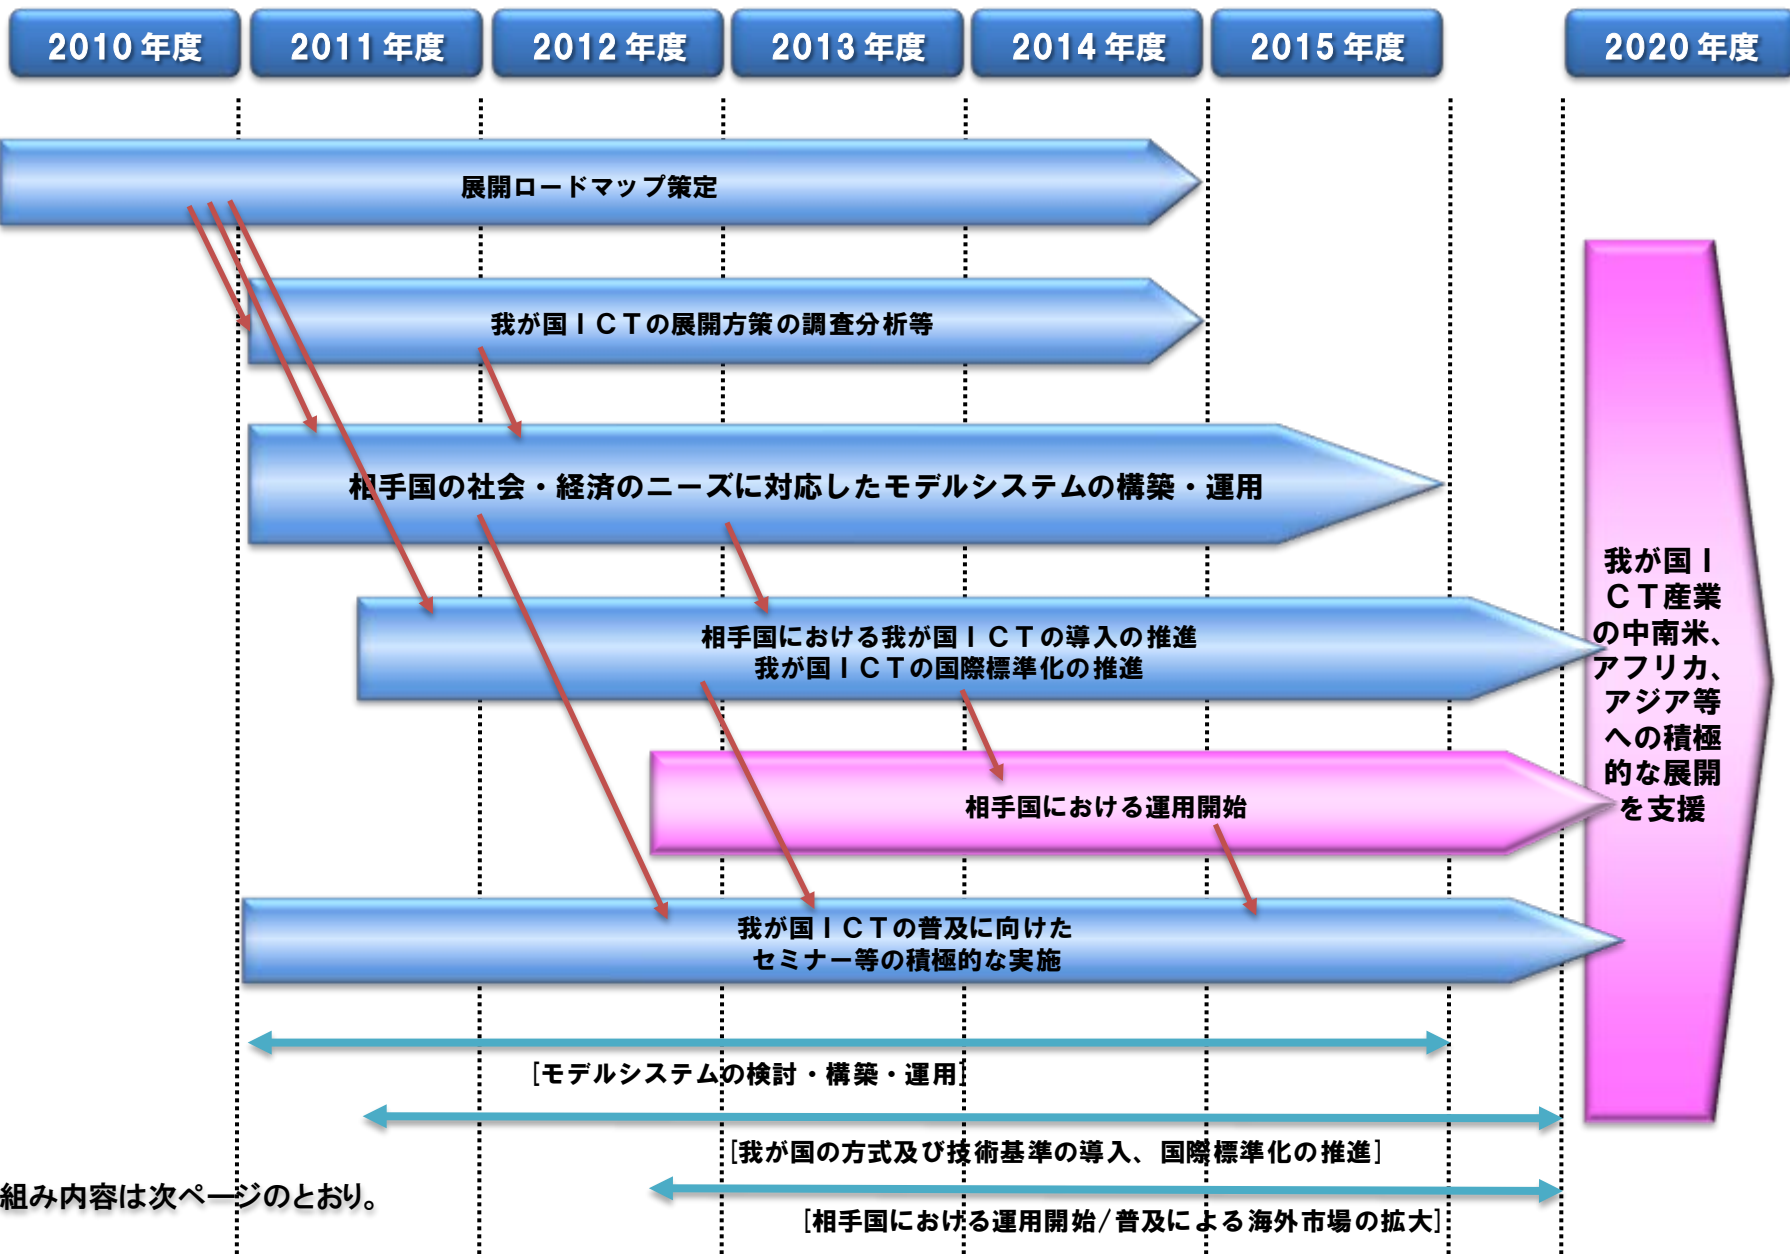 2010年度
2011年度
2012年度
2013年度
2014年度
2015年度
2020年度
展開ロードマップ策定
我が国ICTの展開方策の調査分析等
相手国の社会・経済のニーズに対応したモデルシステムの構築・運用
相手国における我が国ICTの導入の推進
我が国ICTの国際標準化の推進
相手国における運用開始
我が国ICTの普及に向けた
セミナー等の積極的な実施
我が国I
CT産業
の中南米、
アフリカ、
アジア等
への積極
的な展開
を支援
[モデルシステムの検討・構築・運用]
[我が国の方式及び技術基準の導入、国際標準化の推進]
組み内容は次ページのとおり。
[相手国における運用開始/普及による海外市場の拡大]